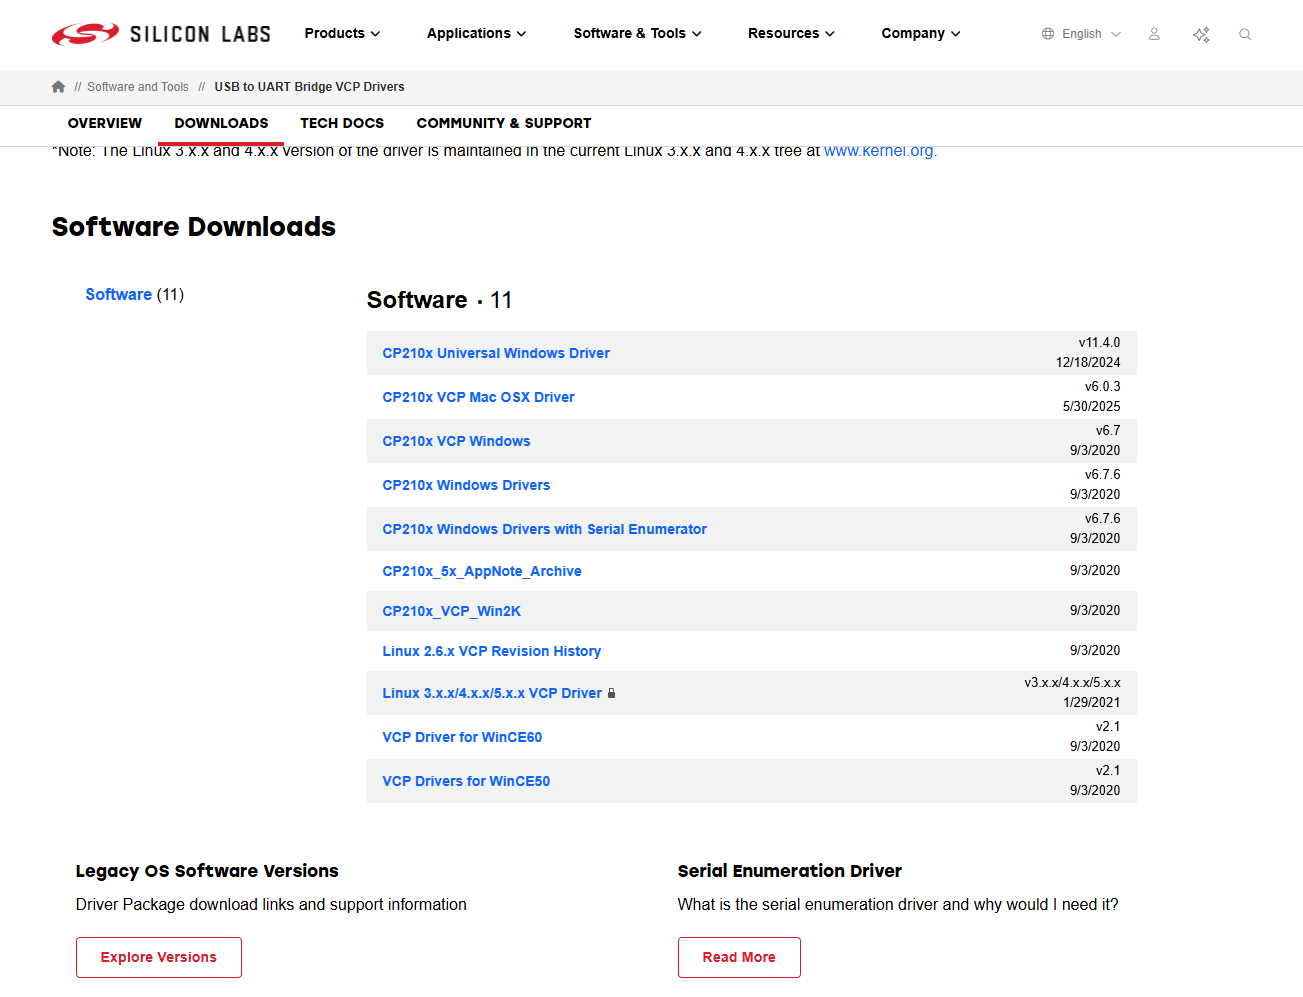 SILICON LABS Products Applications Software & Tools Resources Company English
// Software and Tools // USB to UART Bridge VCP Drivers
OVERVIEW DOWNLOADS TECH DOCS COMMUNITY & SUPPORT
*Note: The Linux 3.x.x and 4.x.x version of the driver is maintained in the current Linux 3.x.x and 4.x.x tree at www.kernel.org.
Software Downloads
Software (11)
Software · 11
CP210x Universal Windows Driver v11.4.0
12/18/2024
CP210x VCP Mac OSX Driver v6.0.3
5/30/2025
CP210x VCP Windows v6.7
9/3/2020
CP210x Windows Drivers v6.7.6
9/3/2020
CP210x Windows Drivers with Serial Enumerator v6.7.6
9/3/2020
CP210x_5x_AppNote_Archive 9/3/2020
CP210x_VCP_Win2K 9/3/2020
Linux 2.6.x VCP Revision History 9/3/2020
Linux 3.x.x/4.x.x/5.x.x VCP Driver v3.x.x/4.x.x/5.x.x
1/29/2021
VCP Driver for WinCE60 v2.1
9/3/2020
VCP Drivers for WinCE50 v2.1
9/3/2020
Legacy OS Software Versions
Driver Package download links and support information
Explore Versions
Serial Enumeration Driver
What is the serial enumeration driver and why would I need it?
Read More